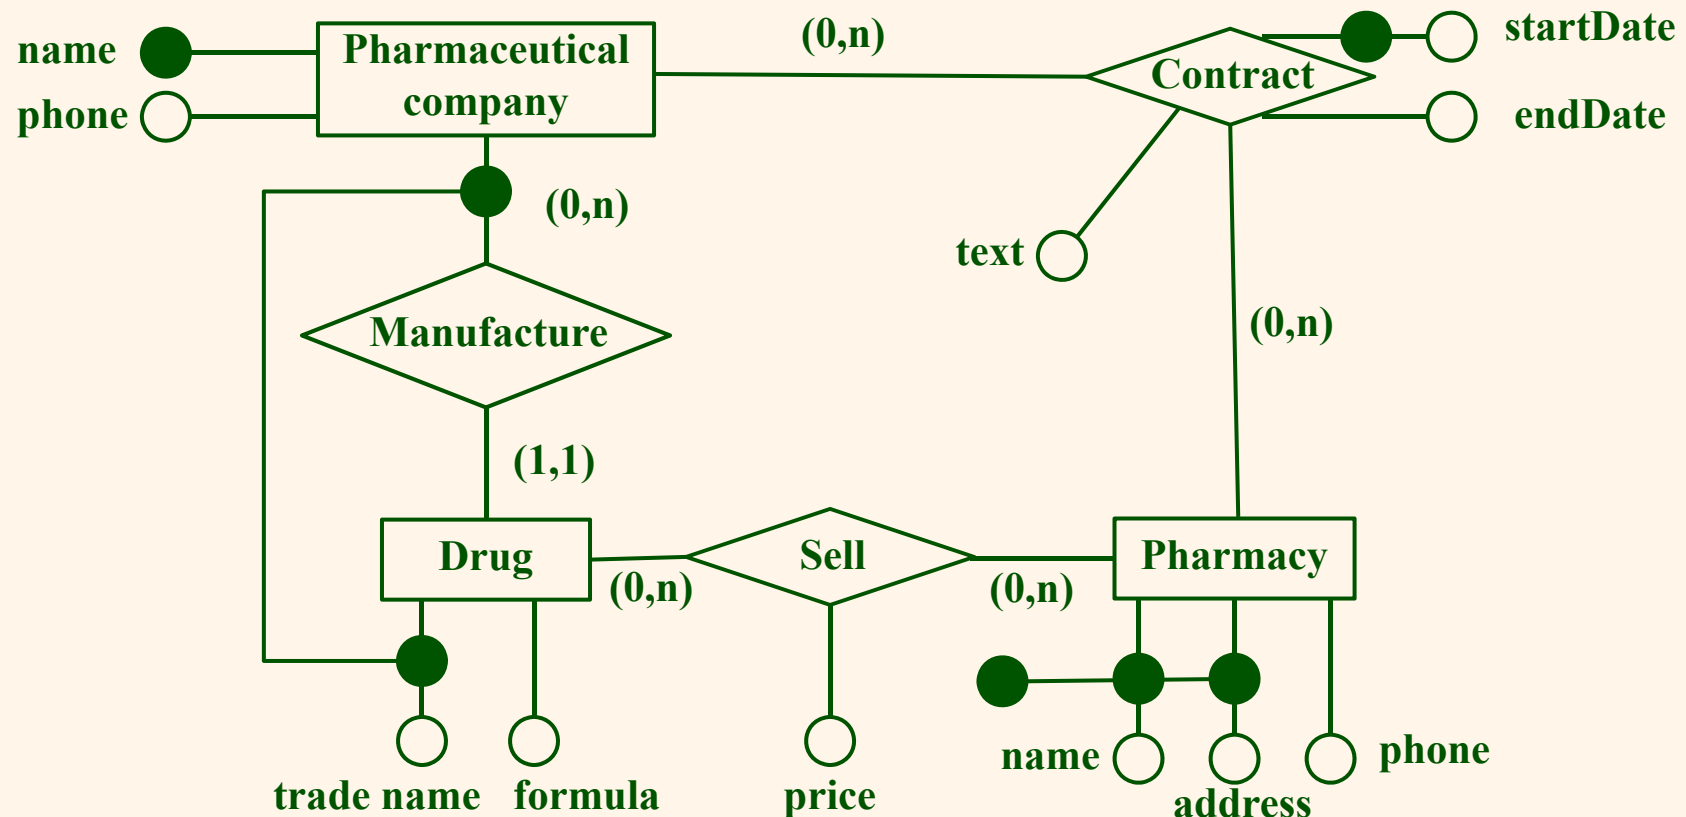 name
phone
Pharmaceutical
company
(0,n)
Contract
startDate
endDate
(0,n)
text
Manufacture
(0,n)
(1,1)
Drug
(0,n)
Sell
(0,n)
Pharmacy
trade name
formula
price
name
address
phone